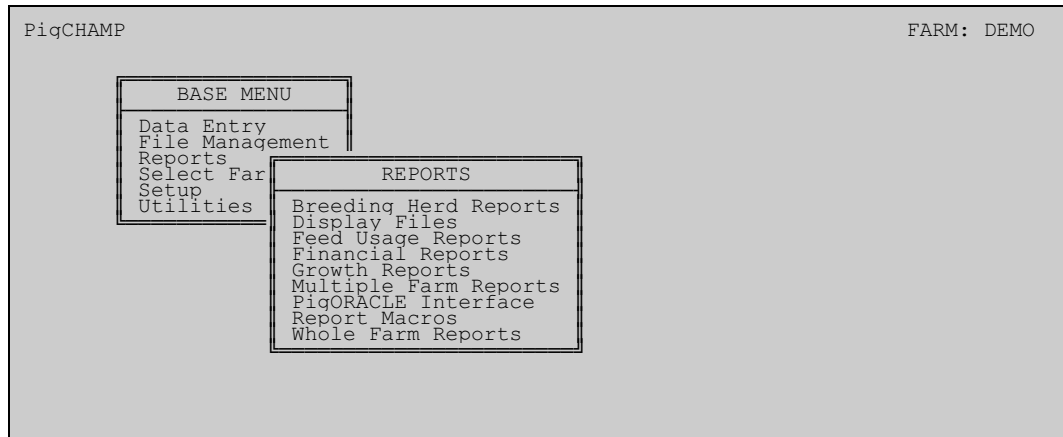 PigCHAMP FARM: DEMO
BASE MENU
Data Entry
File Management
Reports
Select Far
Setup
Utilities
REPORTS
Breeding Herd Reports
Display Files
Feed Usage Reports
Financial Reports
Growth Reports
Multiple Farm Reports
PigORACLE Interface
Report Macros
Whole Farm Reports